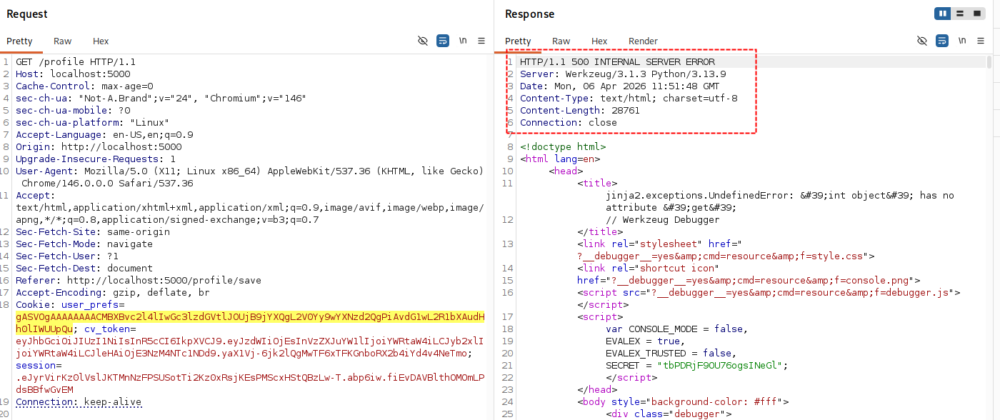 Request
Pretty Raw Hex \n
1 GET /profile HTTP/1.1
2 Host: localhost:5000
3 Cache-Control: max-age=0
4 sec-ch-ua: "Not-A.Brand";v="24", "Chromium";v="146"
5 sec-ch-ua-mobile: ?0
6 sec-ch-ua-platform: "Linux"
7 Accept-Language: en-US,en;q=0.9
8 Origin: http://localhost:5000
9 Upgrade-Insecure-Requests: 1
10 User-Agent: Mozilla/5.0 (X11; Linux x86_64) AppleWebKit/537.36 (KHTML, like Gecko)
Chrome/146.0.0.0 Safari/537.36
11 Accept:
text/html,application/xhtml+xml,application/xml;q=0.9,image/avif,image/webp,image/
apng,*/*;q=0.8,application/signed-exchange;v=b3;q=0.7
12 Sec-Fetch-Site: same-origin
13 Sec-Fetch-Mode: navigate
14 Sec-Fetch-User: ?1
15 Sec-Fetch-Dest: document
16 Referer: http://localhost:5000/profile/save
17 Accept-Encoding: gzip, deflate, br
18 Cookie: user_prefs=
; cv_token=
session=
19 Connection: keep-alive
20
Response
Pretty Raw Hex Render \n
1 HTTP/1.1 500 INTERNAL SERVER ERROR
2 Server: Werkzeug/3.1.3 Python/3.13.9
3 Date: Mon, 06 Apr 2026 11:51:48 GMT
4 Content-Type: text/html; charset=utf-8
5 Content-Length: 28761
6 Connection: close
7
8 <!doctype html>
9 <html lang=en>
10 <head>
11 <title>
jinja2.exceptions.UndefinedError: &#39;int object&#39; has no
attribute &#39;get&#39;
12 // Werkzeug Debugger
</title>
13 <link rel="stylesheet" href="
?__debugger__=yes&amp;cmd=resource&amp;f=style.css">
14 <link rel="shortcut icon"
15 href="?__debugger__=yes&amp;cmd=resource&amp;f=console.png">
16 <script src="?__debugger__=yes&amp;cmd=resource&amp;f=debugger.js">
</script>
17 <script>
18 var CONSOLE_MODE = false,
19 EVALEX = true,
20 EVALEX_TRUSTED = false,
21 SECRET = "tbPDRjF9OU76ogsINeGl";
22 </script>
23 </head>
24 <body style="background-color: #fff">
25 <div class="debugger">